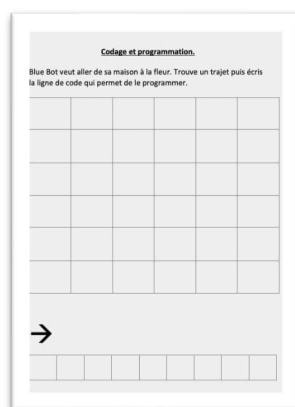 Codage et programmation.
Blue Bot veut aller de sa maison à la fleur. Trouve un trajet puis écris
la ligne de code qui permet de le programmer.